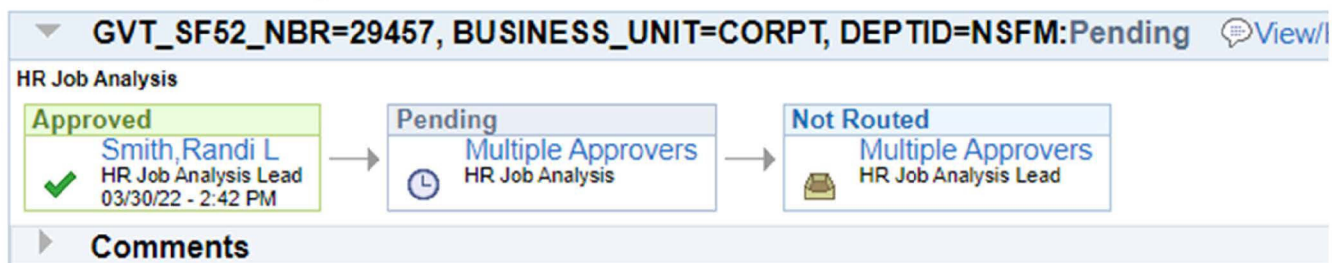 GVT_SF52_NBR=29457, BUSINESS_UNIT=CORPT, DEPTID=NSFM:Pending View/
HR Job Analysis
Approved
Smith,Randi L
HR Job Analysis Lead
03/30/22 - 2:42 PM
Pending
Multiple Approvers
HR Job Analysis
Not Routed
Multiple Approvers
HR Job Analysis Lead
Comments